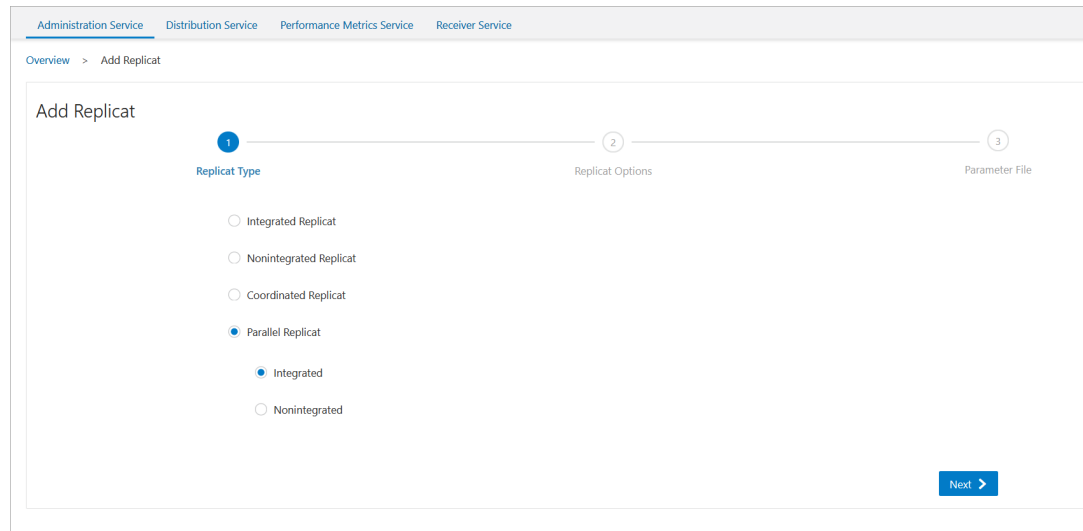 Administration Service Distribution Service Performance Metrics Service Receiver Service
Overview > Add Replicat
Add Replicat
1 2 3
Replicat Type Replicat Options Parameter File
Integrated Replicat
Nonintegrated Replicat
Coordinated Replicat
Parallel Replicat
Integrated
Nonintegrated
Next